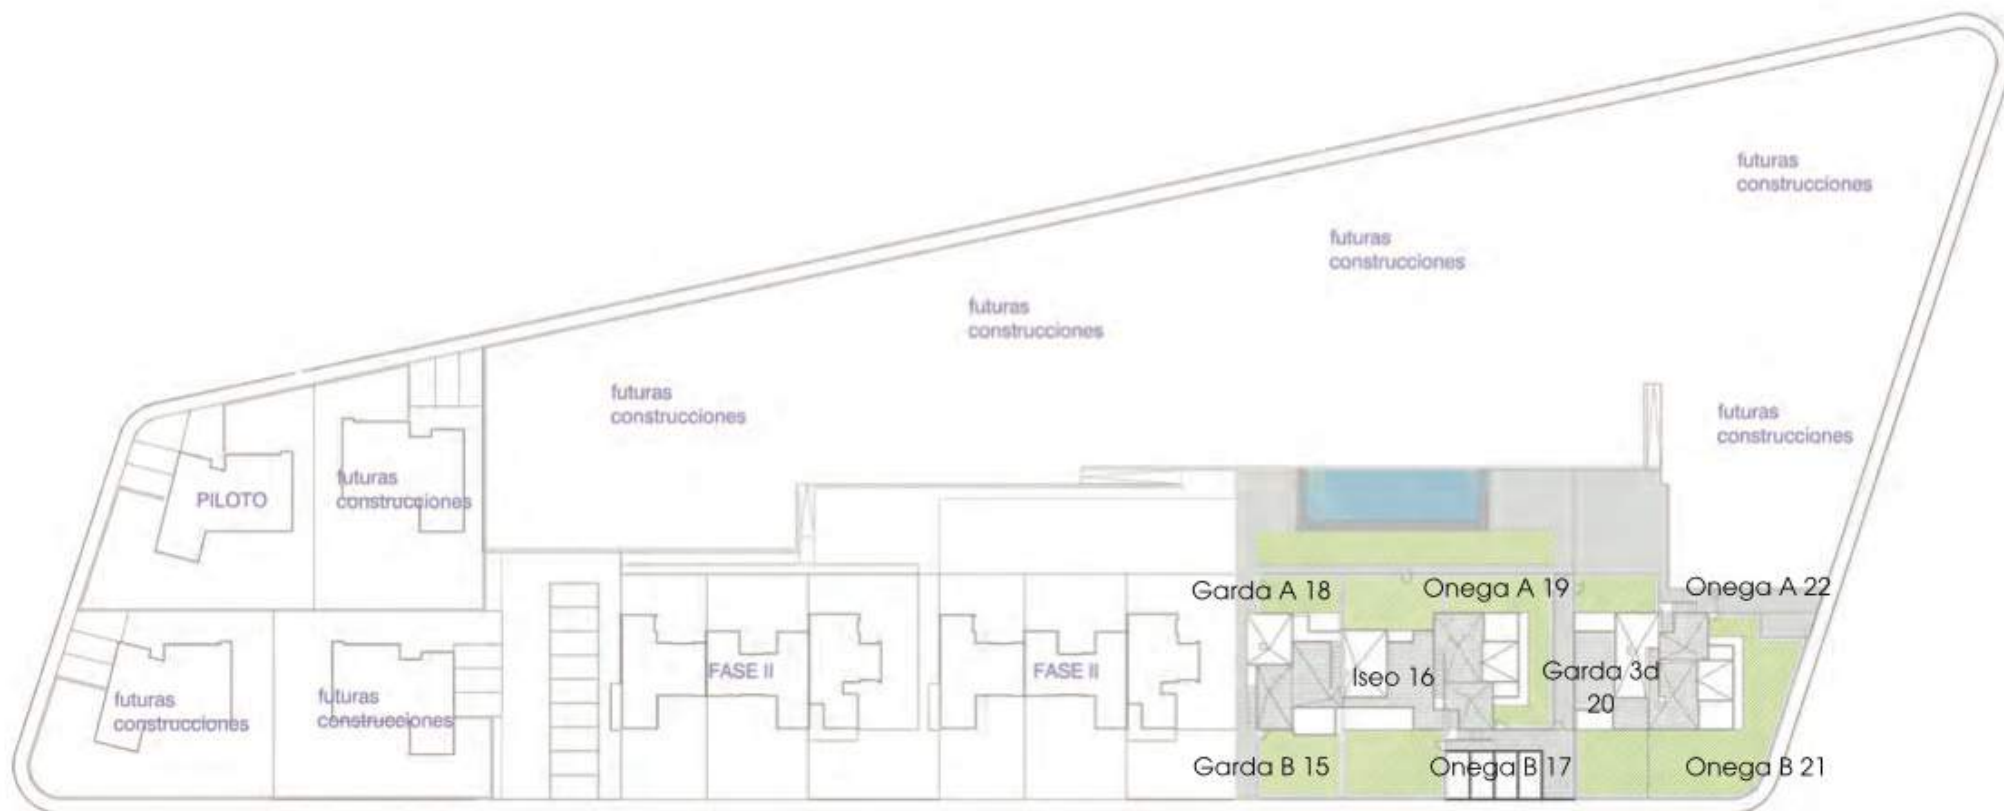 futuras
construcciones
futuras
construcciones
futuras
construcciones
futuras
construcciones
futuras
construcciones
PILOTO
futuras
construcciones
Garda A 18
Onega A 19
Onega A 22
FASE II
FASE II
Iseo 16
Garda 3d
20
futuras
construcciones
futuras
construcciones
Garda B 15
Onega B 17
Onega B 21